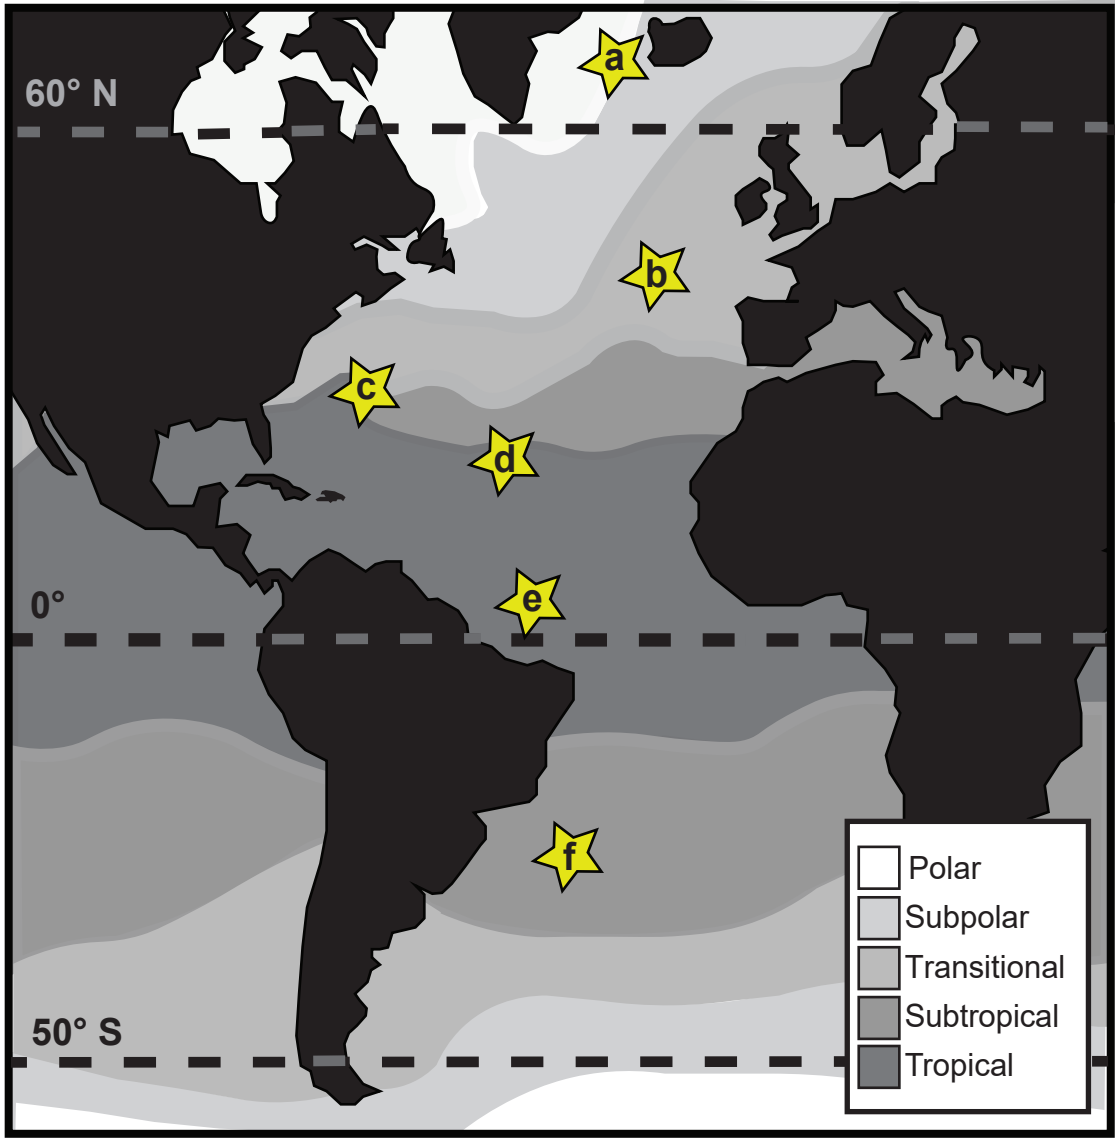 a
60° N
b
c
d
e
0°
f
Polar
Subpolar
Transitional
Subtropical
Tropical
50° S